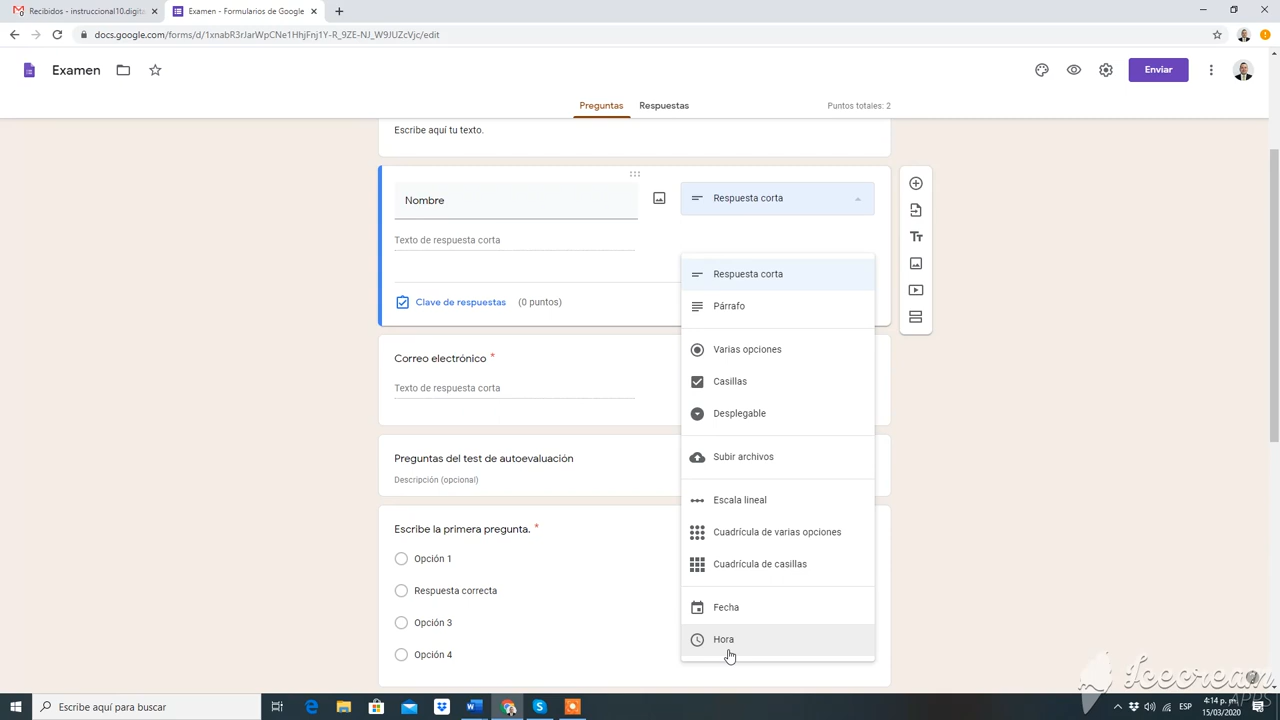 Recibidos - instruccional10.digita
Examen - Formularios de Google
docs.google.com/forms/d/1xnabR3rJarWpCNe1HhjFnj1Y-R_9ZE-NJ_W9JUZcVjc/edit
Examen
Enviar
Preguntas
Respuestas
Puntos totales: 2
Escribe aquí tu texto.
Nombre
Respuesta corta
Texto de respuesta corta
Clave de respuestas
(0 puntos)
Respuesta corta
Párrafo
Varias opciones
Casillas
Desplegable
Subir archivos
Escala lineal
Cuadrícula de varias opciones
Cuadrícula de casillas
Fecha
Hora
Correo electrónico *
Texto de respuesta corta
Preguntas del test de autoevaluación
Descripción (opcional)
Escribe la primera pregunta. *
Opción 1
Respuesta correcta
Opción 3
Opción 4
Icecream
APPS
Escribe aquí para buscar
ESP
4:14 p. m.
15/03/2020